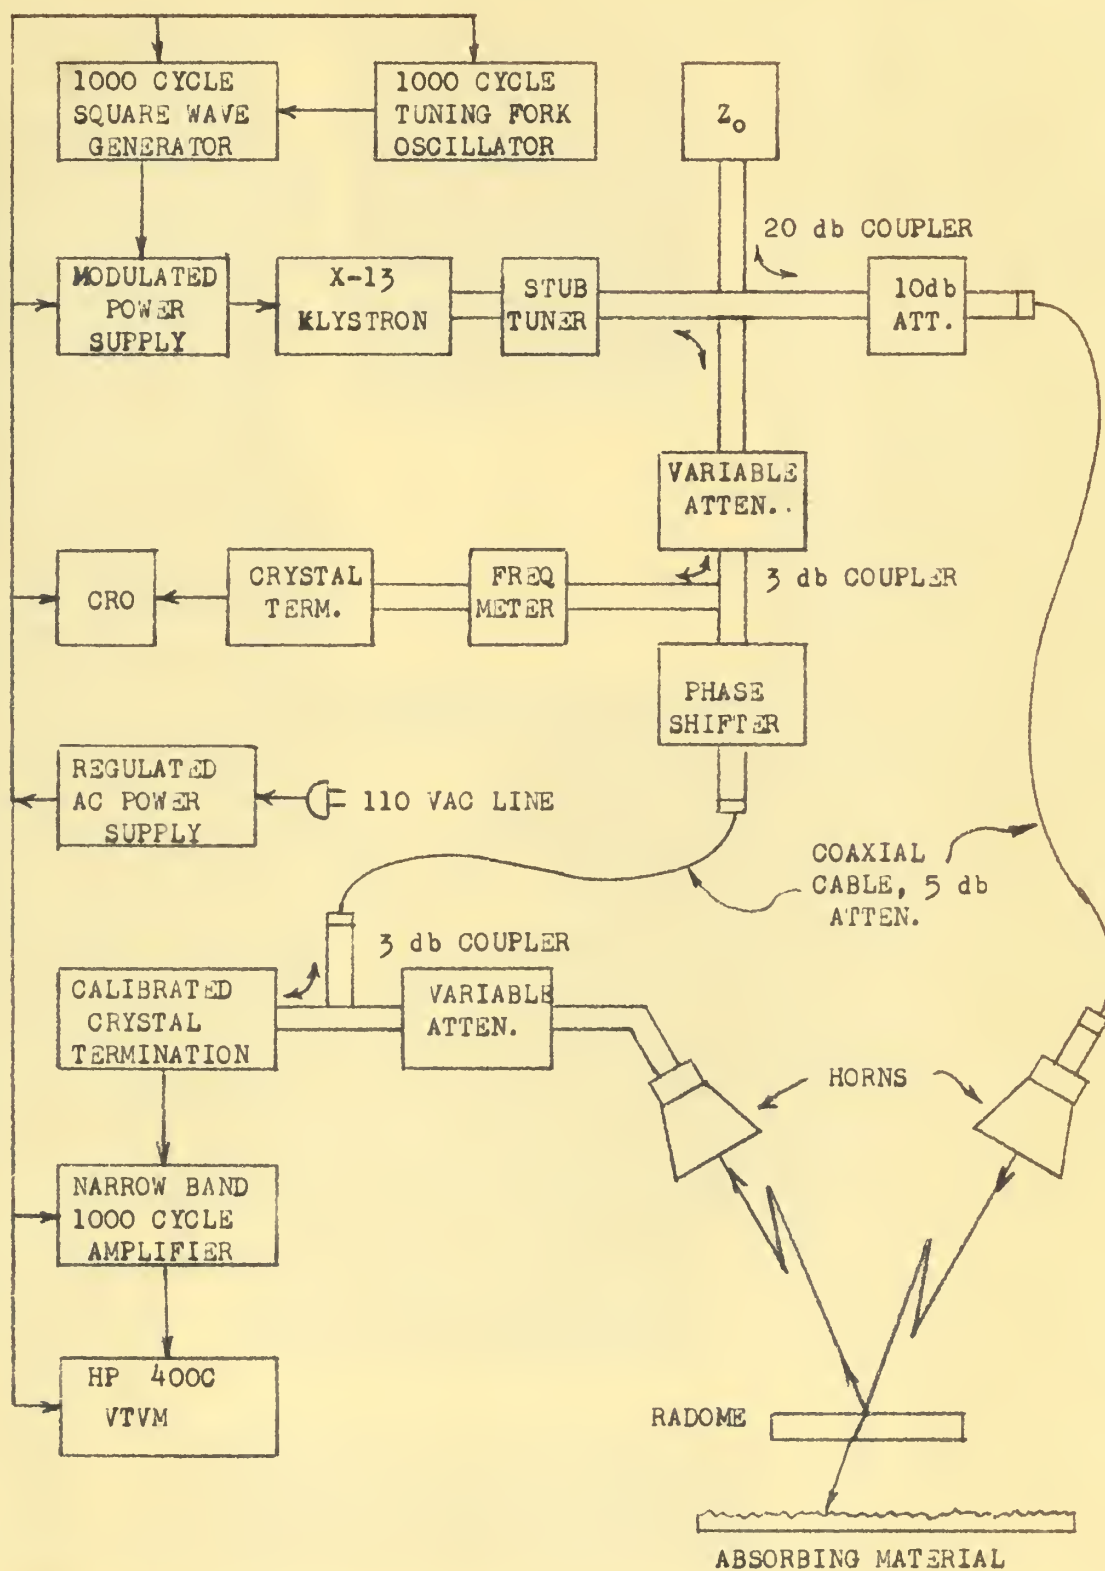 1000 CYCLE
SQUARE WAVE
GENERATOR
1000 CYCLE
TUNING FORK
OSCILLATOR
Zo
20 db COUPLER
MODULATED
POWER
SUPPLY
X-13
KLYSTRON
STUB
TUNER
10db
ATT.
VARIABLE
ATTEN..
3 db COUPLER
CRO
CRYSTAL
TERM.
FREQ
METER
PHASE
SHIFTER
REGULATED
AC POWER
SUPPLY
110 VAC LINE
COAXIAL
CABLE, 5 db
ATTEN.
3 db COUPLER
CALIBRATED
CRYSTAL
TERMINATION
VARIABLE
ATTEN.
HORNS
NARROW BAND
1000 CYCLE
AMPLIFIER
HP 400C
VTVM
RADOME
ABSORBING MATERIAL